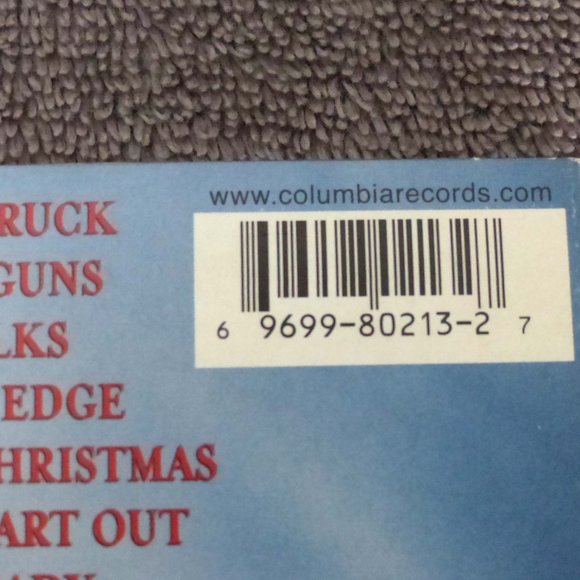 www.columbiarecords.com
6 9699-80213-2 7
RUCK
GUNS
LKS
EDGE
HRISTMAS
ART OUT